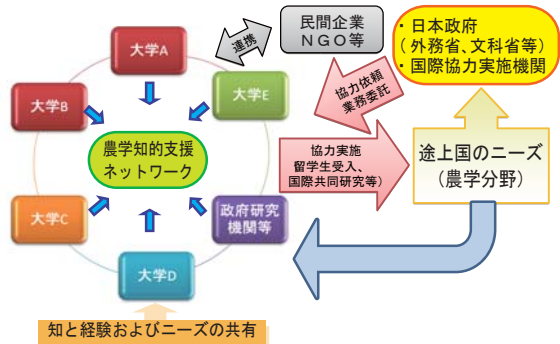 大学A
大学B
大学E
農学知的支援
ネットワーク
大学C
政府研究
機関等
大学D
知と経験およびニーズの共有
連携
民間企業
NGO等
・日本政府
(外務省、文科省等)
・国際協力実施機関
協力依頼
業務委託
協力実施
留学生受入、
国際共同研究等)
途上国のニーズ
(農学分野)